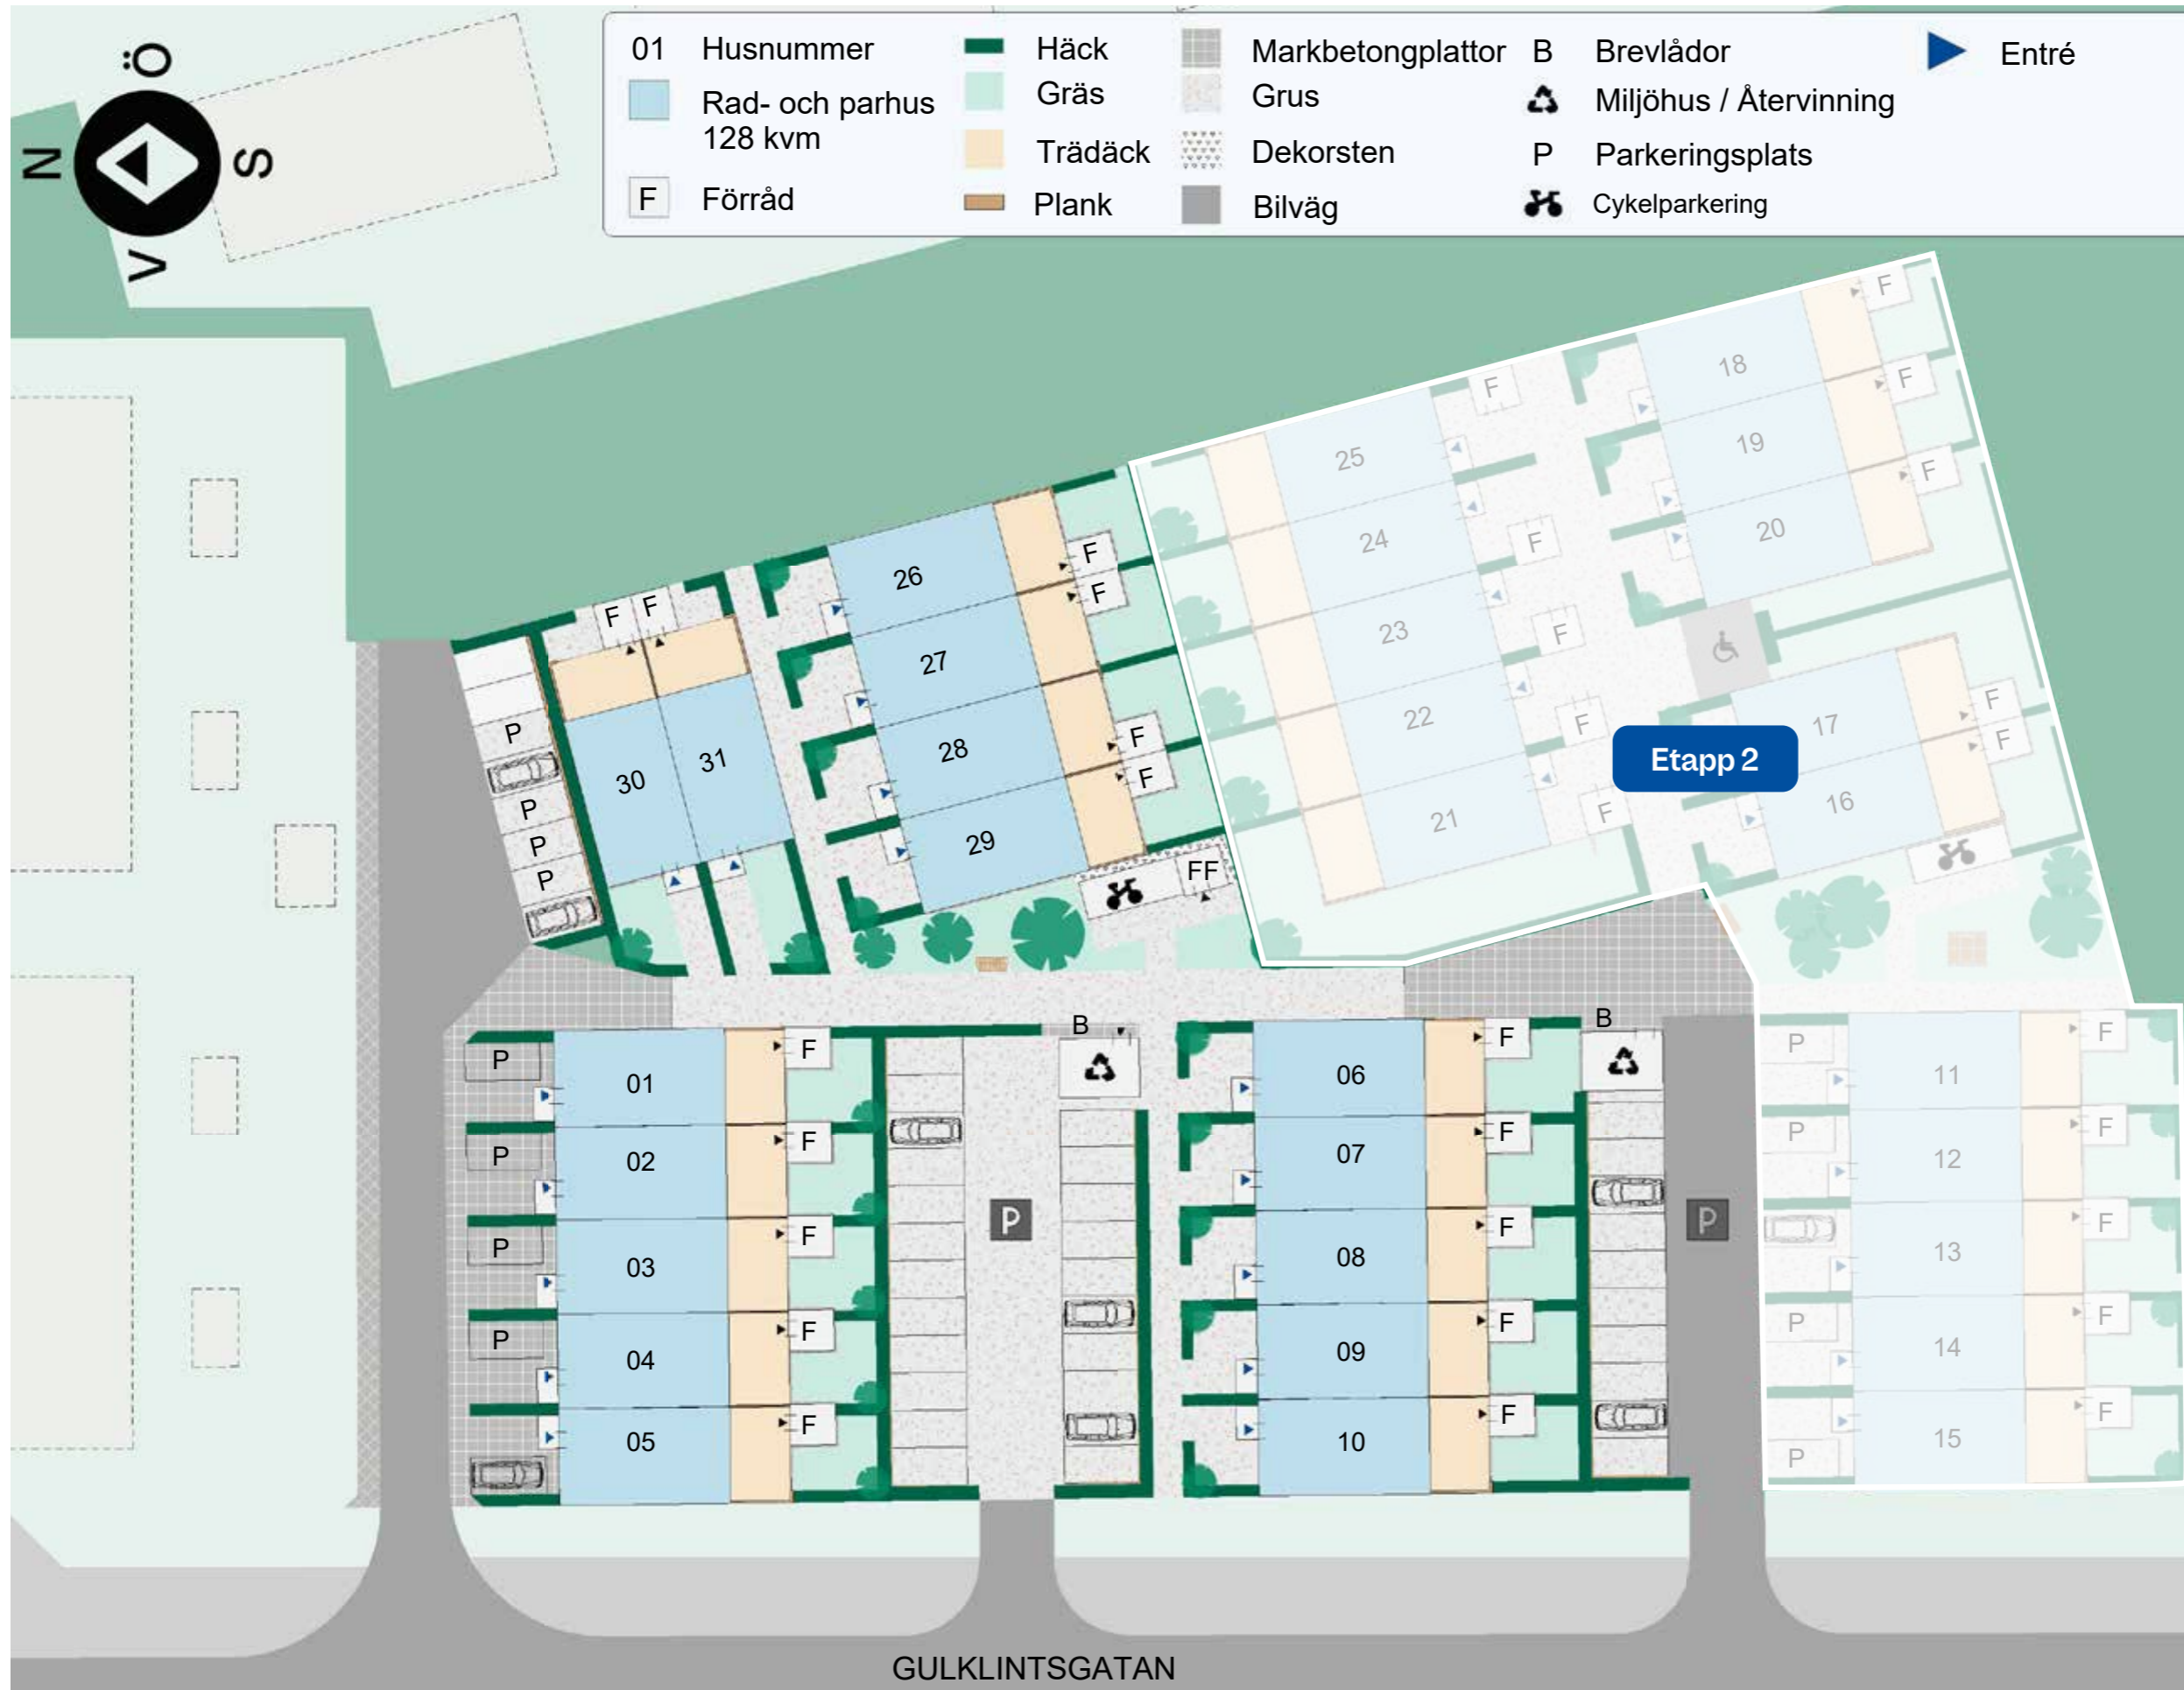 Ö
N
S
V
01 Husnummer
Rad- och parhus
128 kvm
F Förråd
Häck
Gräs
Trädäck
Plank
Markbetongplattor
Grus
Dekorsten
Bilväg
B Brevlådor
Miljöhus / Återvinning
P Parkeringsplats
Cykelparkering
Entré
F
18
F
19
F
20
F
25
F
24
F
23
F
22
F
21
F
17
F
16
F
Etapp 2
26
F
27
F
28
F
29
F
FF
F F
30
31
P
P
P
P
B
B
P
01
F
P
02
F
P
03
F
P
04
F
05
F
P
06
F
07
F
08
F
09
F
10
F
P
P
11
F
P
12
F
13
F
P
14
F
P
15
F
GULKLINTSGATAN